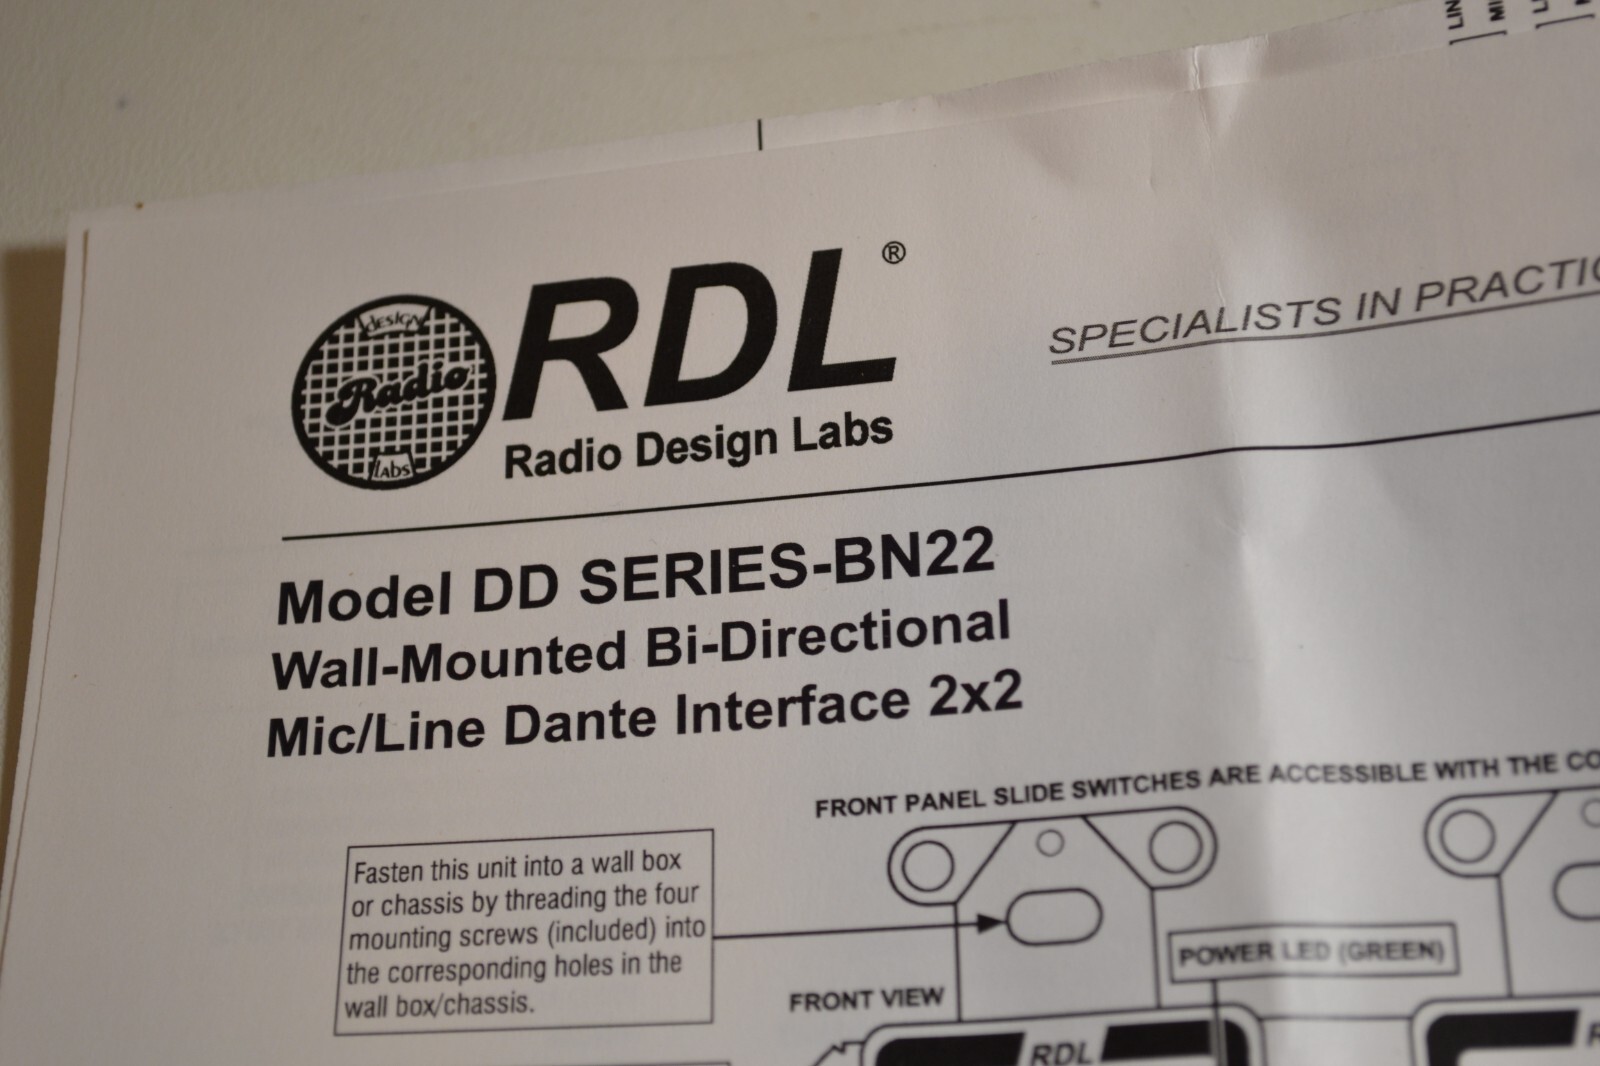 design
Radio
Labs
RDL®
Radio Design Labs
SPECIALISTS IN
Model DD SERIES-BN22
Wall-Mounted Bi-Directional
Mic/Line Dante Interface 2x2
FRONT PANEL SLIDE SWITCHES ARE ACCESSIBLE WITH THE
Fasten this unit into a wall box
or chassis by threading the four
mounting screws (included) into
the corresponding holes in the
wall box/chassis.
POWER LED (GREEN)
FRONT VIEW
RDL